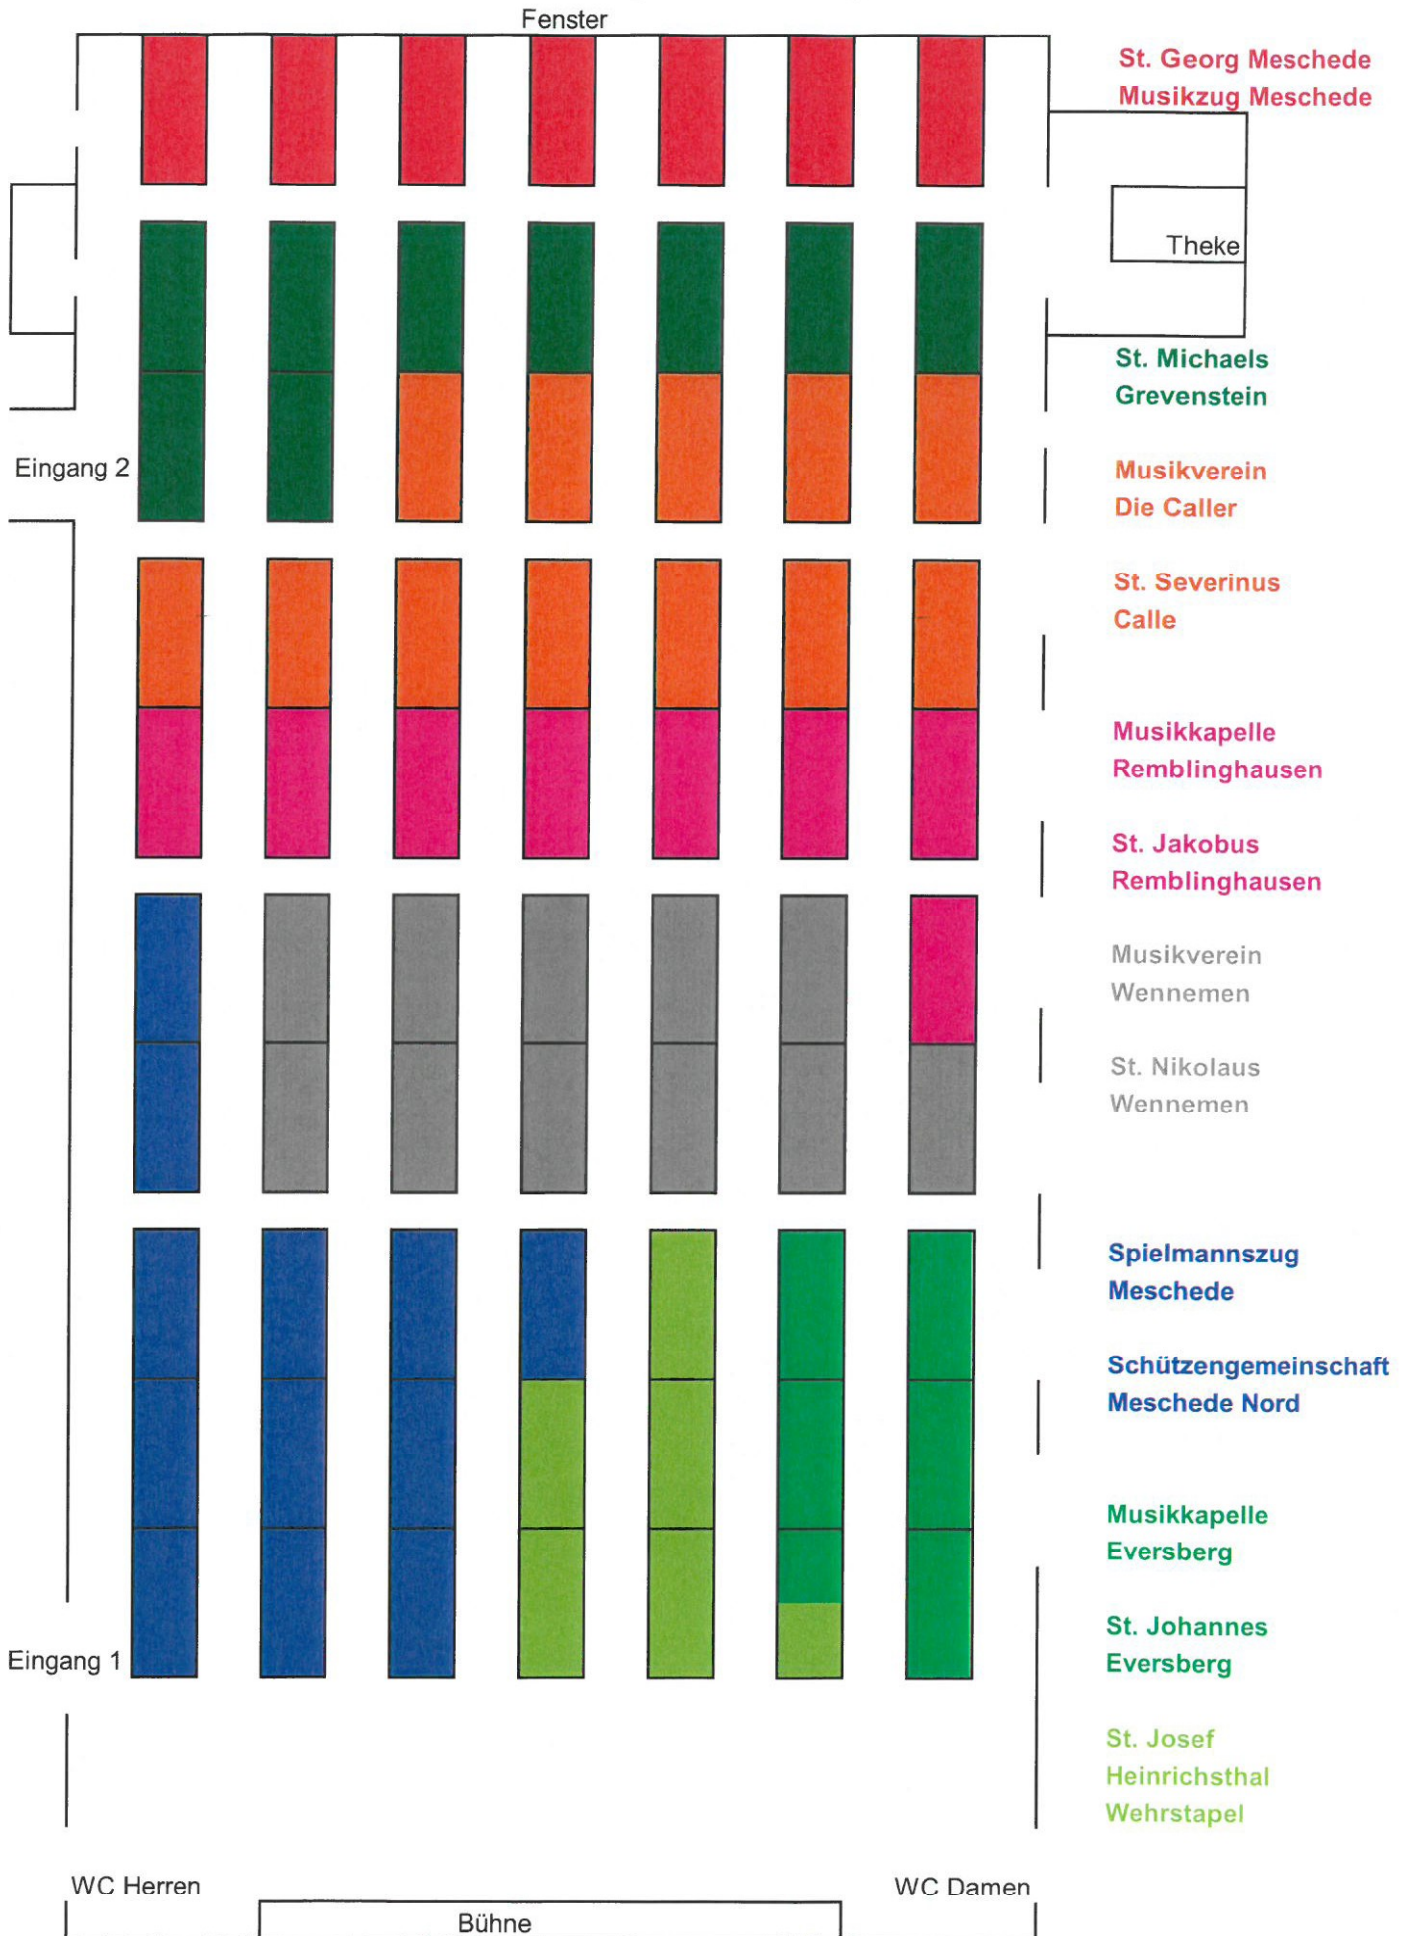 Fenster
St. Georg Meschede
Musikzug Meschede
Theke
St. Michaels
Grevenstein
Eingang 2
Musikverein
Die Caller
St. Severinus
Calle
Musikkapelle
Remblinghausen
St. Jakobus
Remblinghausen
Musikverein
Wennemen
St. Nikolaus
Wennemen
Spielmannszug
Meschede
Schützengemeinschaft
Meschede Nord
Musikkapelle
Eversberg
St. Johannes
Eversberg
Eingang 1
St. Josef
Heinrichsthal
Wehrstapel
WC Herren
WC Damen
Bühne